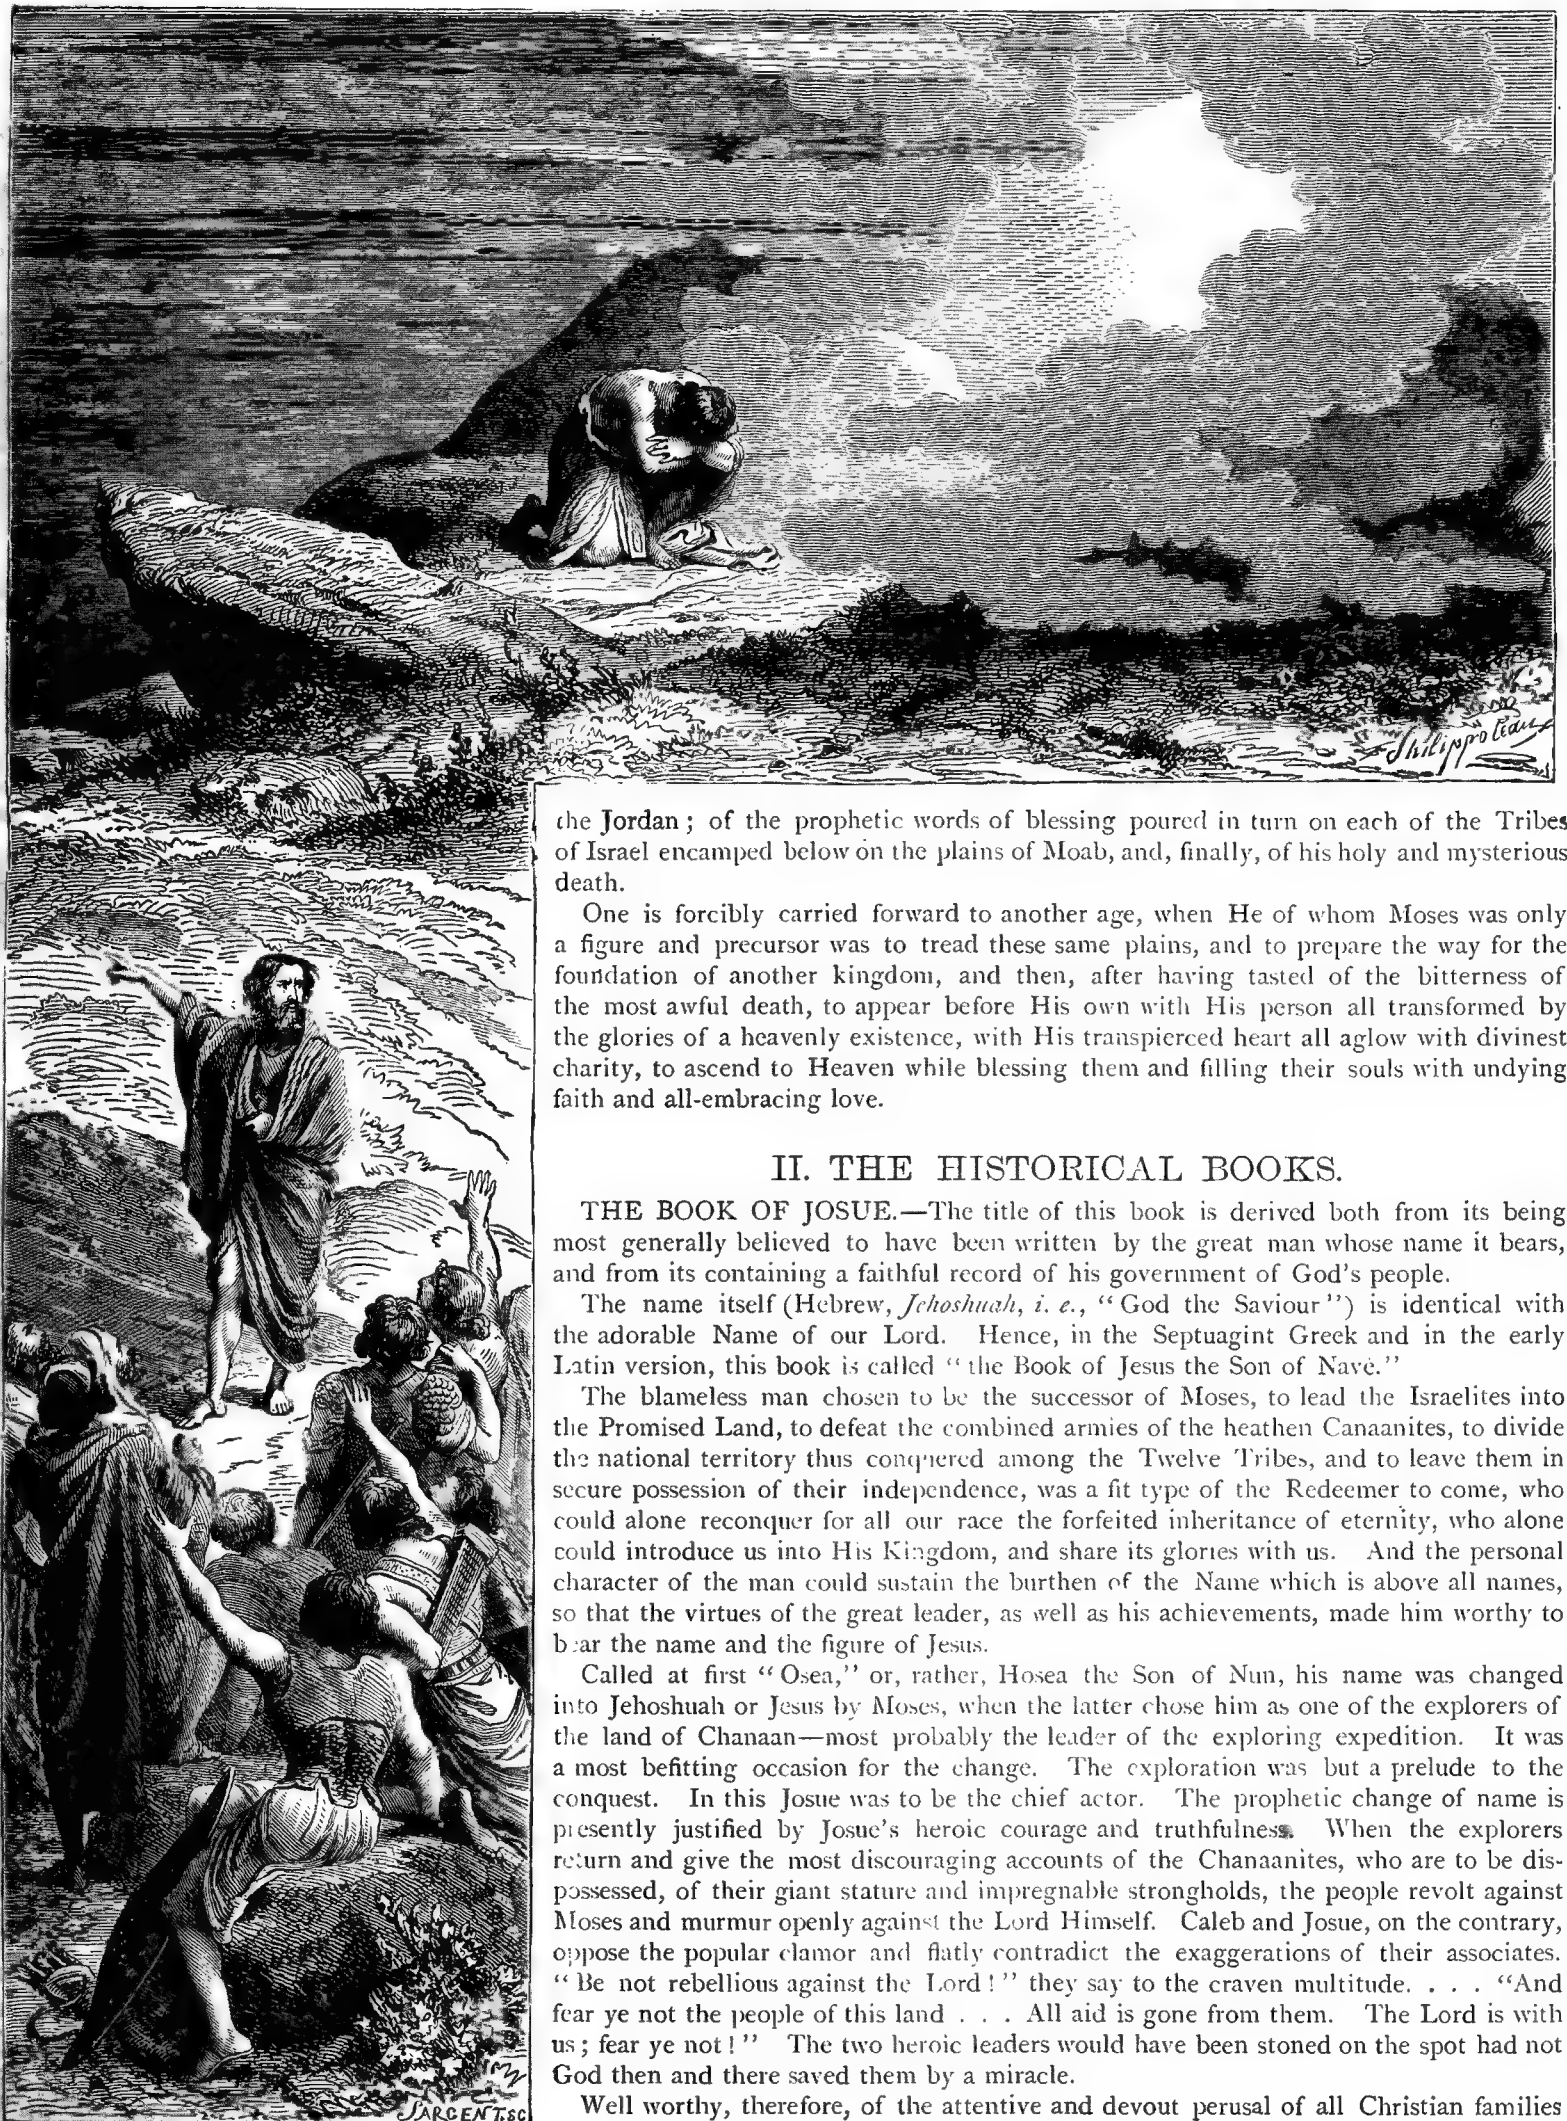 Philippoteaux
the Jordan; of the prophetic words of blessing poured in turn on each of the Tribes
of Israel encamped below on the plains of Moab, and, finally, of his holy and mysterious
death.
One is forcibly carried forward to another age, when He of whom Moses was only
a figure and precursor was to tread these same plains, and to prepare the way for the
foundation of another kingdom, and then, after having tasted of the bitterness of
the most awful death, to appear before His own with His person all transformed by
the glories of a heavenly existence, with His transpierced heart all aglow with divinest
charity, to ascend to Heaven while blessing them and filling their souls with undying
faith and all-embracing love.
II. THE HISTORICAL BOOKS.
THE BOOK OF JOSUE.—The title of this book is derived both from its being
most generally believed to have been written by the great man whose name it bears,
and from its containing a faithful record of his government of God's people.
The name itself (Hebrew, Jehoshuah, i. e., "God the Saviour") is identical with
the adorable Name of our Lord. Hence, in the Septuagint Greek and in the early
Latin version, this book is called "the Book of Jesus the Son of Navè."
The blameless man chosen to be the successor of Moses, to lead the Israelites into
the Promised Land, to defeat the combined armies of the heathen Canaanites, to divide
the national territory thus conquered among the Twelve Tribes, and to leave them in
secure possession of their independence, was a fit type of the Redeemer to come, who
could alone reconquer for all our race the forfeited inheritance of eternity, who alone
could introduce us into His Kingdom, and share its glories with us. And the personal
character of the man could sustain the burthen of the Name which is above all names,
so that the virtues of the great leader, as well as his achievements, made him worthy to
bear the name and the figure of Jesus.
Called at first "Osea," or, rather, Hosea the Son of Nun, his name was changed
into Jehoshuah or Jesus by Moses, when the latter chose him as one of the explorers of
the land of Chanaan—most probably the leader of the exploring expedition. It was
a most befitting occasion for the change. The exploration was but a prelude to the
conquest. In this Josue was to be the chief actor. The prophetic change of name is
presently justified by Josue's heroic courage and truthfulness. When the explorers
return and give the most discouraging accounts of the Chanaanites, who are to be dis-
possessed, of their giant stature and impregnable strongholds, the people revolt against
Moses and murmur openly against the Lord Himself. Caleb and Josue, on the contrary,
oppose the popular clamor and flatly contradict the exaggerations of their associates.
"Be not rebellious against the Lord!" they say to the craven multitude. . . . "And
fear ye not the people of this land . . . All aid is gone from them. The Lord is with
us; fear ye not!" The two heroic leaders would have been stoned on the spot had not
God then and there saved them by a miracle.
Well worthy, therefore, of the attentive and devout perusal of all Christian families
SARGENT.SC